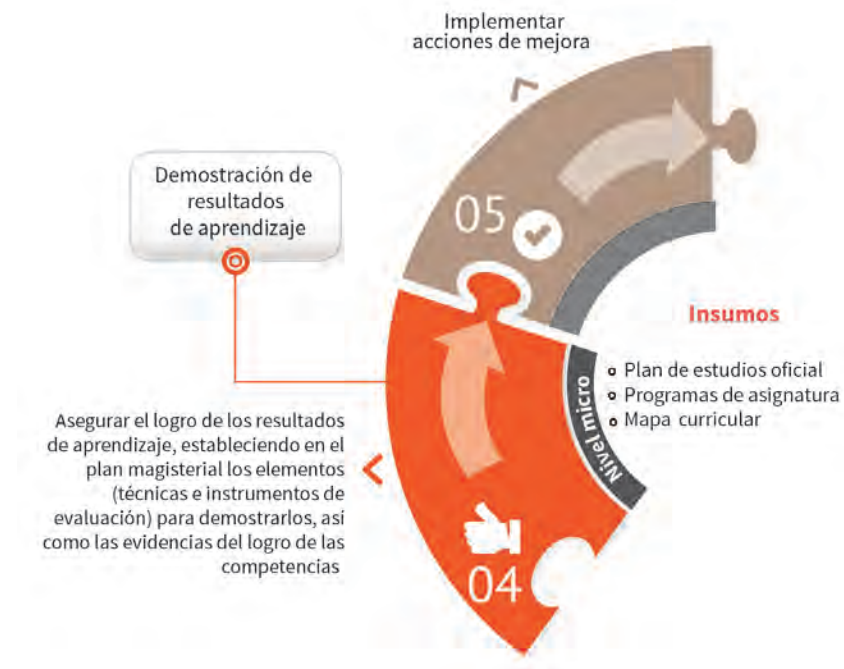 Implementar
acciones de mejora
Demostración de
resultados
de aprendizaje
05
Insumos
Plan de estudios oficial
Programas de asignatura
Mapa curricular
Nivel micro
Asegurar el logro de los resultados
de aprendizaje, estableciendo en el
plan magisterial los elementos
(técnicas e instrumentos de
evaluación) para demostrarlos, así
como las evidencias del logro de las
competencias
04